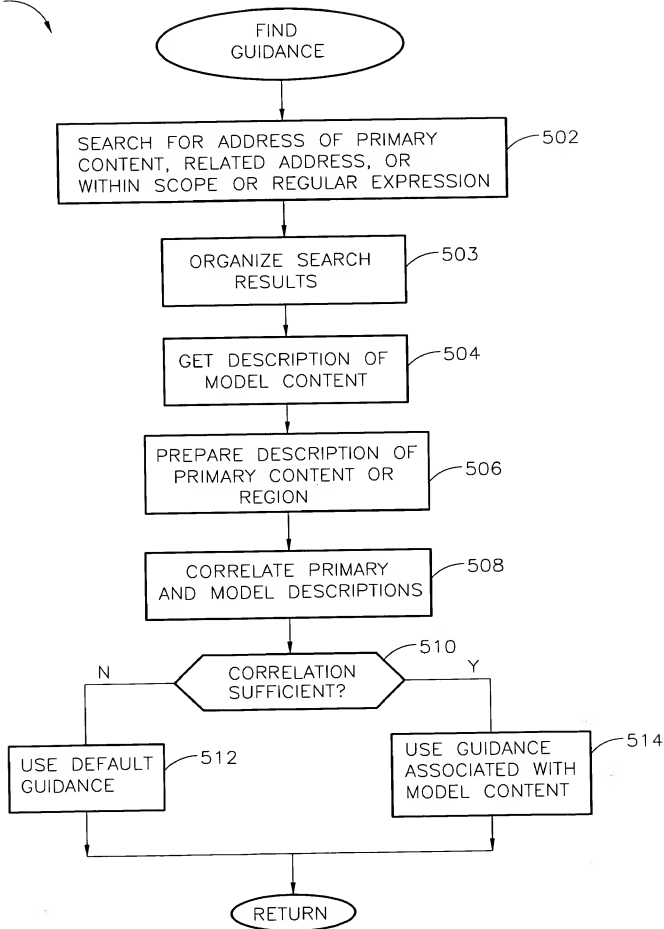 FIND
GUIDANCE
SEARCH FOR ADDRESS OF PRIMARY
CONTENT, RELATED ADDRESS, OR
WITHIN SCOPE OR REGULAR EXPRESSION
502
ORGANIZE SEARCH
RESULTS
503
GET DESCRIPTION OF
MODEL CONTENT
504
PREPARE DESCRIPTION OF
PRIMARY CONTENT OR
REGION
506
CORRELATE PRIMARY
AND MODEL DESCRIPTIONS
508
CORRELATION
SUFFICIENT?
510
N
Y
USE DEFAULT
GUIDANCE
512
USE GUIDANCE
ASSOCIATED WITH
MODEL CONTENT
514
RETURN